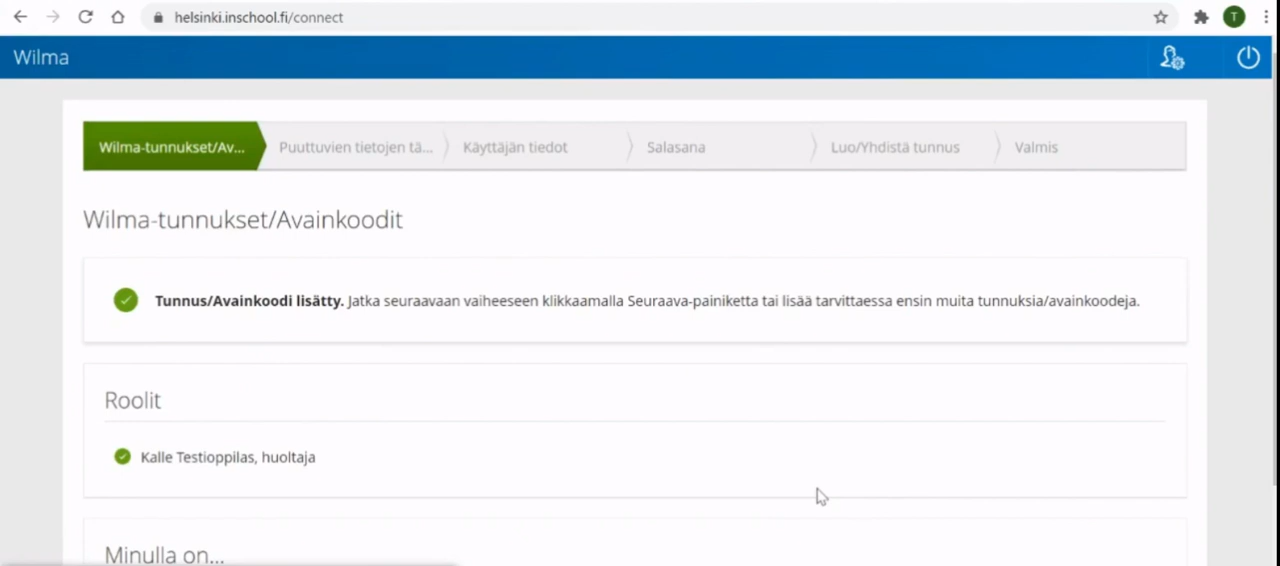 helsinki.inschool.fi/connect
T
Wilma
Wilma-tunnukset/Av...
Puuttuvien tietojen tä...
Käyttäjän tiedot
Salasana
Luo/Yhdistä tunnus
Valmis
Wilma-tunnukset/Avainkoodit
Tunnus/Avainkoodi lisätty. Jatka seuraavaan vaiheeseen klikkaamalla Seuraava-painiketta tai lisää tarvittaessa ensin muita tunnuksia/avainkoodeja.
Roolit
Kalle Testioppilas, huoltaja
Minulla on...